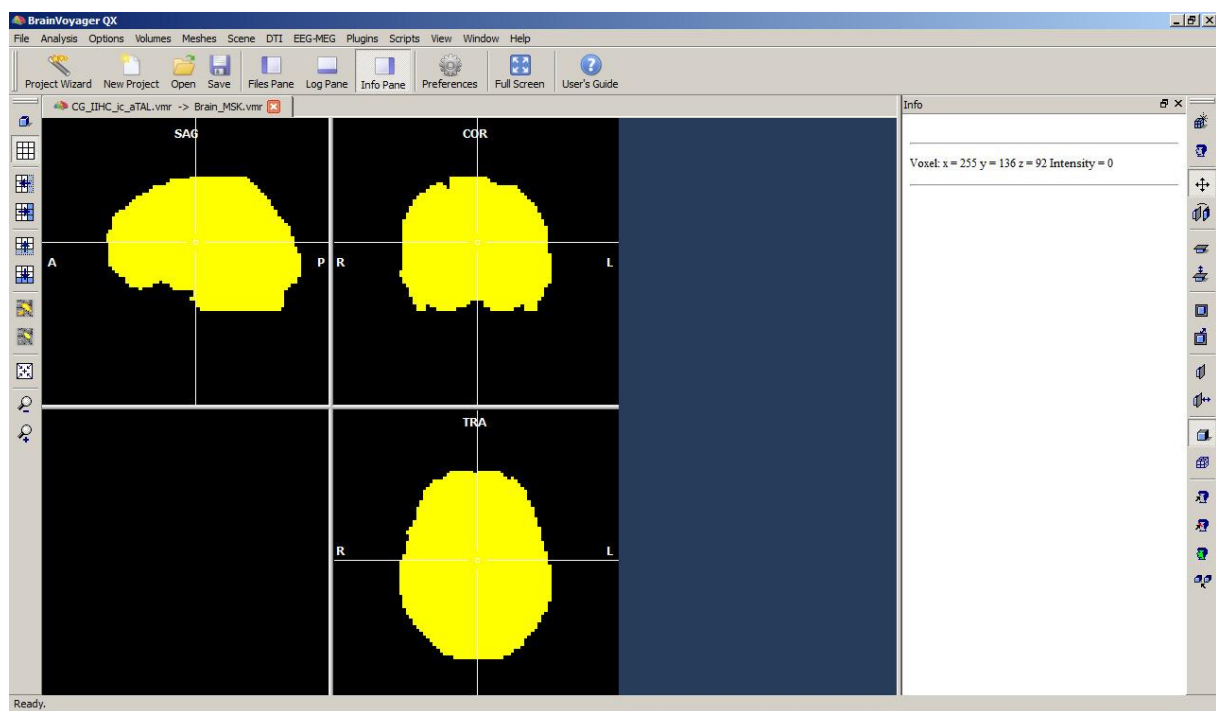 BrainVoyager QX
File Analysis Options Volumes Meshes Scene DTI EEG-MEG Plugins Scripts View Window Help
Project Wizard New Project Open Save Files Pane Log Pane Info Pane Preferences Full Screen User's Guide
CG_IIHC_ic_aTAL.vmr -> Brain_MSK.vmr
Info
SAG
COR
Voxel: x = 255 y = 136 z = 92 Intensity = 0
A
P
R
L
TRA
R
L
Ready.